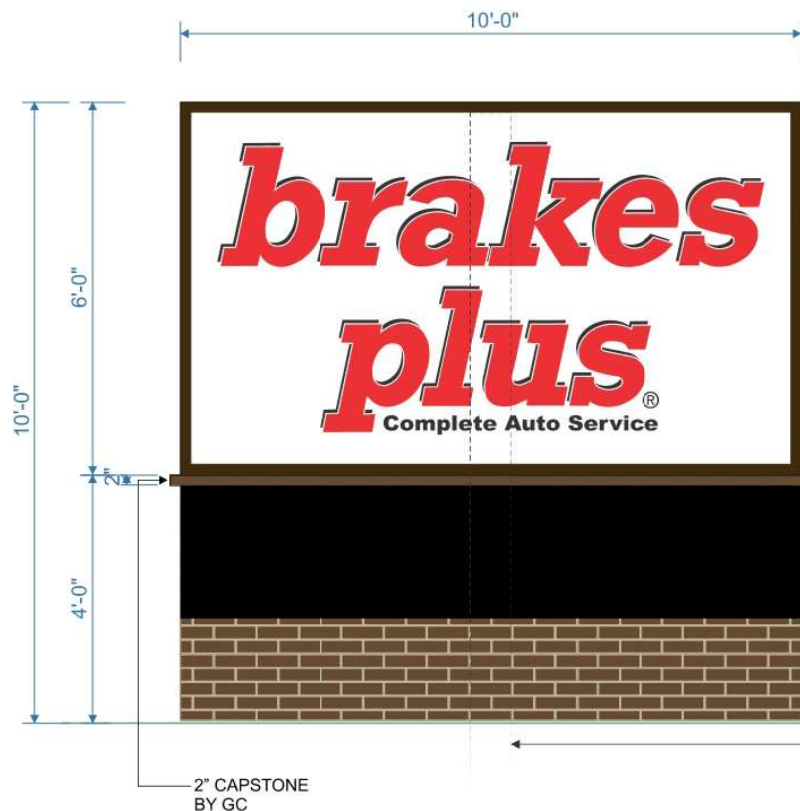 10'-0"
brakes
plus®
Complete Auto Service
6'-0"
10'-0"
2"
4'-0"
2" CAPSTONE
BY GC